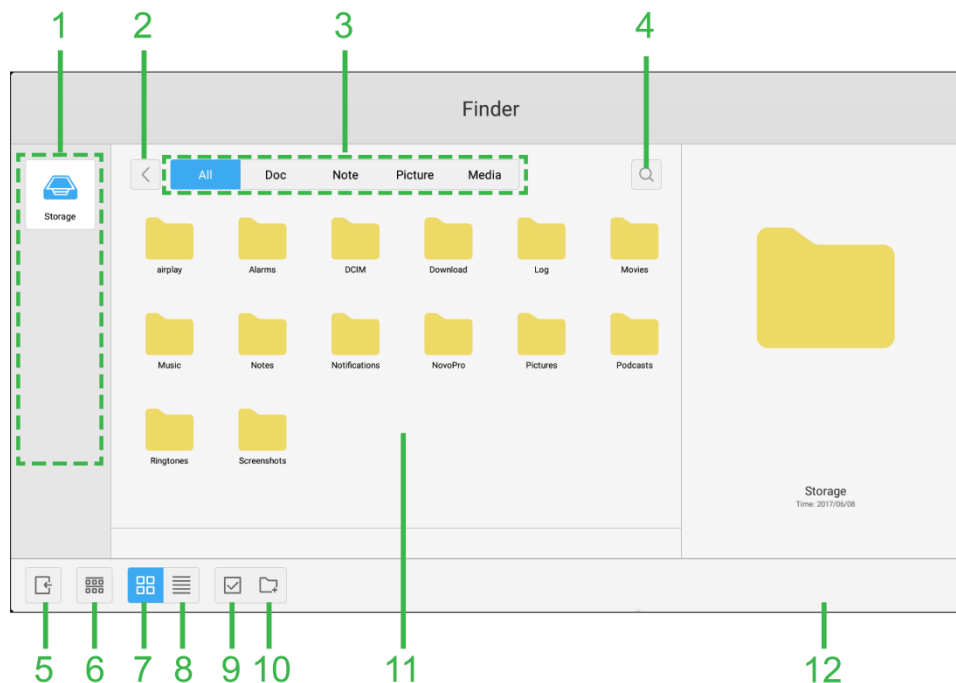 1 2 3 4
Finder
All Doc Note Picture Media
Storage
airplay Alarms DCIM Download Log Movies
Music Notes Notifications NovoPro Pictures Podcasts
Ringtones Screenshots
Storage
Time: 2017/06/08
5 6 7 8 9 10 11 12